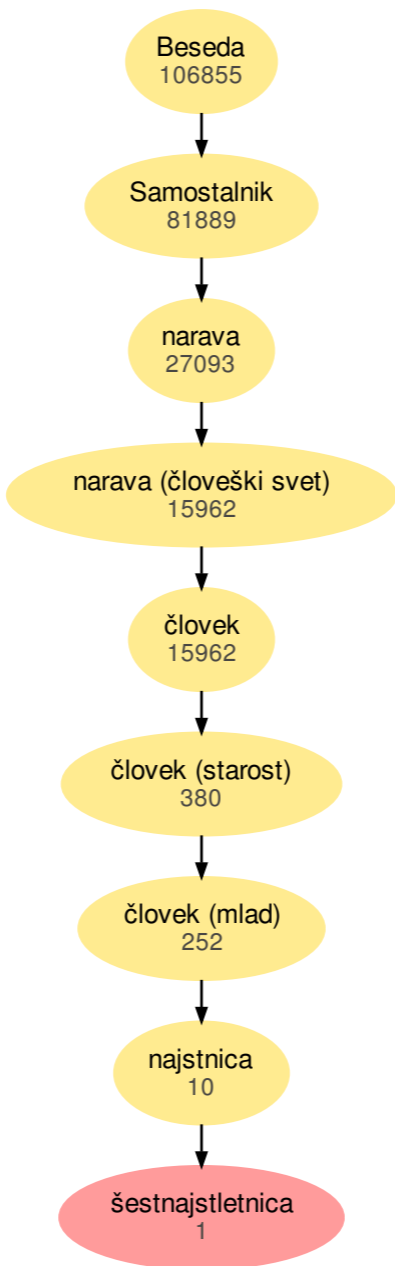 Beseda
106855
Samostalnik
81889
narava
27093
narava (človeški svet)
15962
človek
15962
človek (starost)
380
človek (mlad)
252
najstnica
10
šestnajstletnica
1